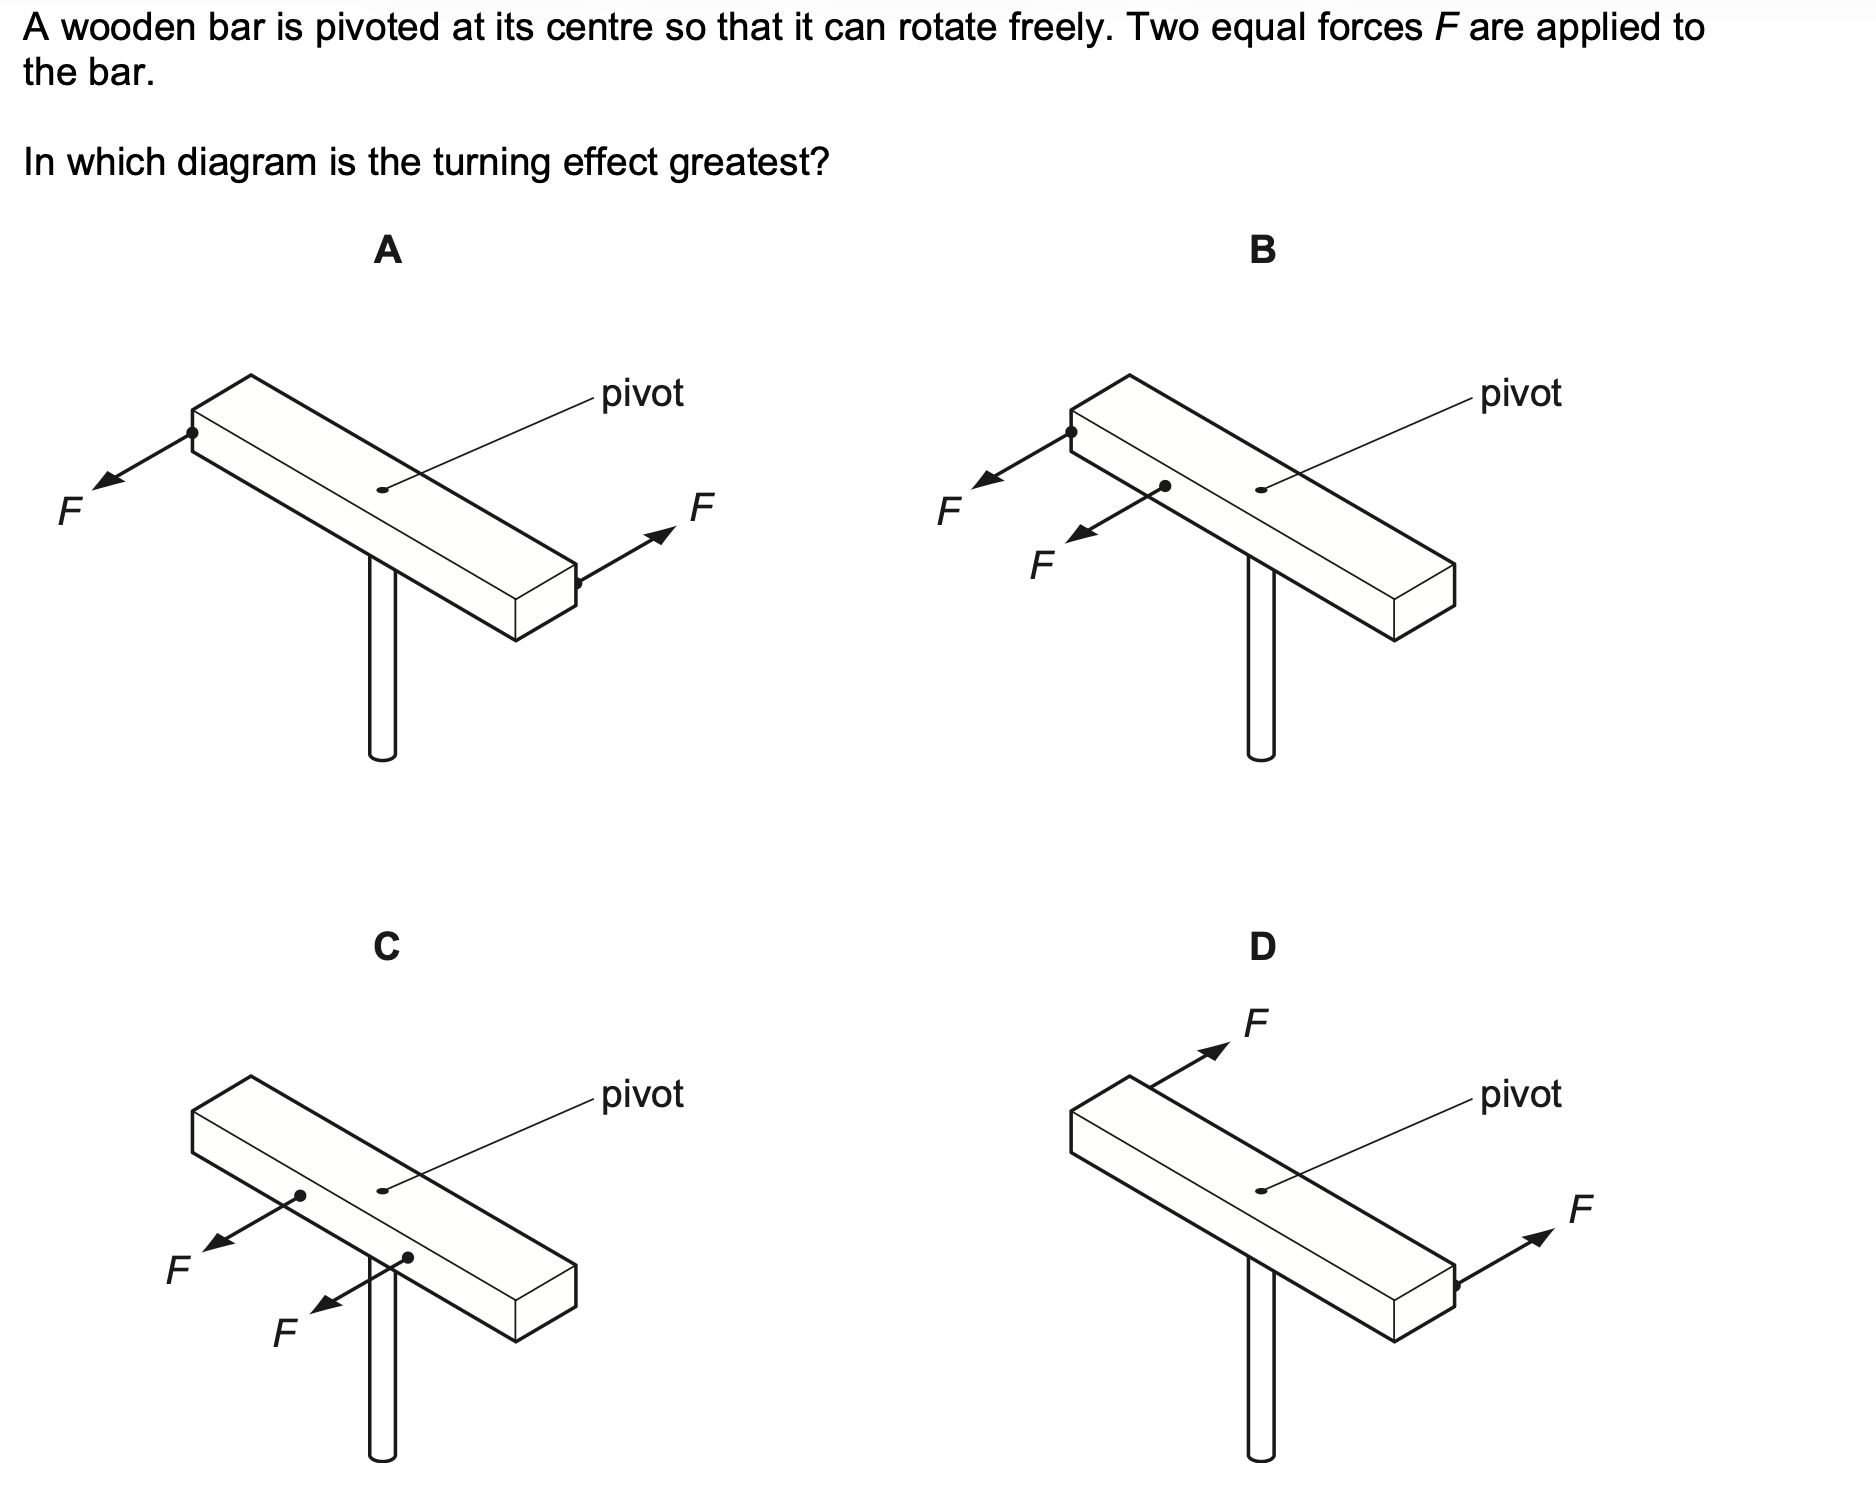 A wooden bar is pivoted at its centre so that it can rotate freely. Two equal forces F are applied to
the bar.
In which diagram is the turning effect greatest?
A
B
pivot
F
F
pivot
F
F
C
D
pivot
F
F
F
pivot
F